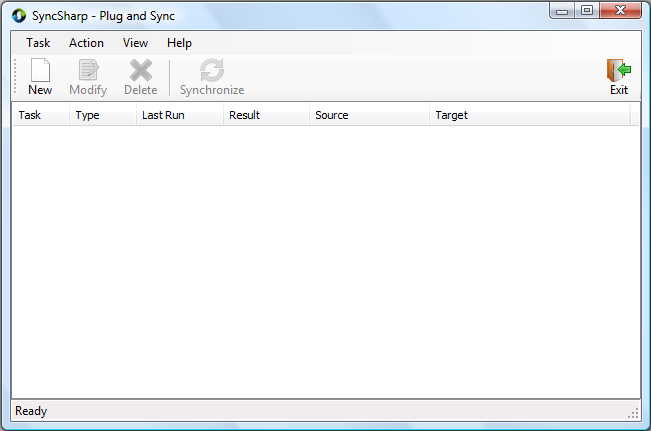 SyncSharp - Plug and Sync
Task Action View Help
New Modify Delete Synchronize Exit
Task Type Last Run Result Source Target
Ready